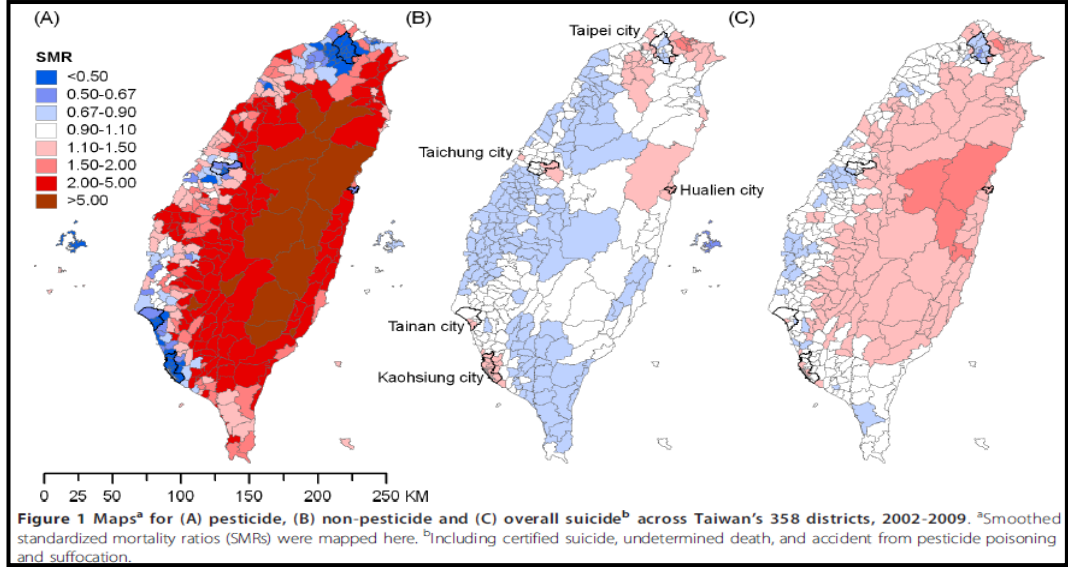 (A)
(B)
(C)
SMR
<0.50
0.50-0.67
0.67-0.90
0.90-1.10
1.10-1.50
1.50-2.00
2.00-5.00
>5.00
Taipei city
Taichung city
Hualien city
Tainan city
Kaohsiung city
0 25 50 100 150 200 250 KM
Figure 1 Mapsᵃ for (A) pesticide, (B) non-pesticide and (C) overall suicideᵇ across Taiwan's 358 districts, 2002-2009. ᵃSmoothed
standardized mortality ratios (SMRs) were mapped here. ᵇIncluding certified suicide, undetermined death, and accident from pesticide poisoning
and suffocation.